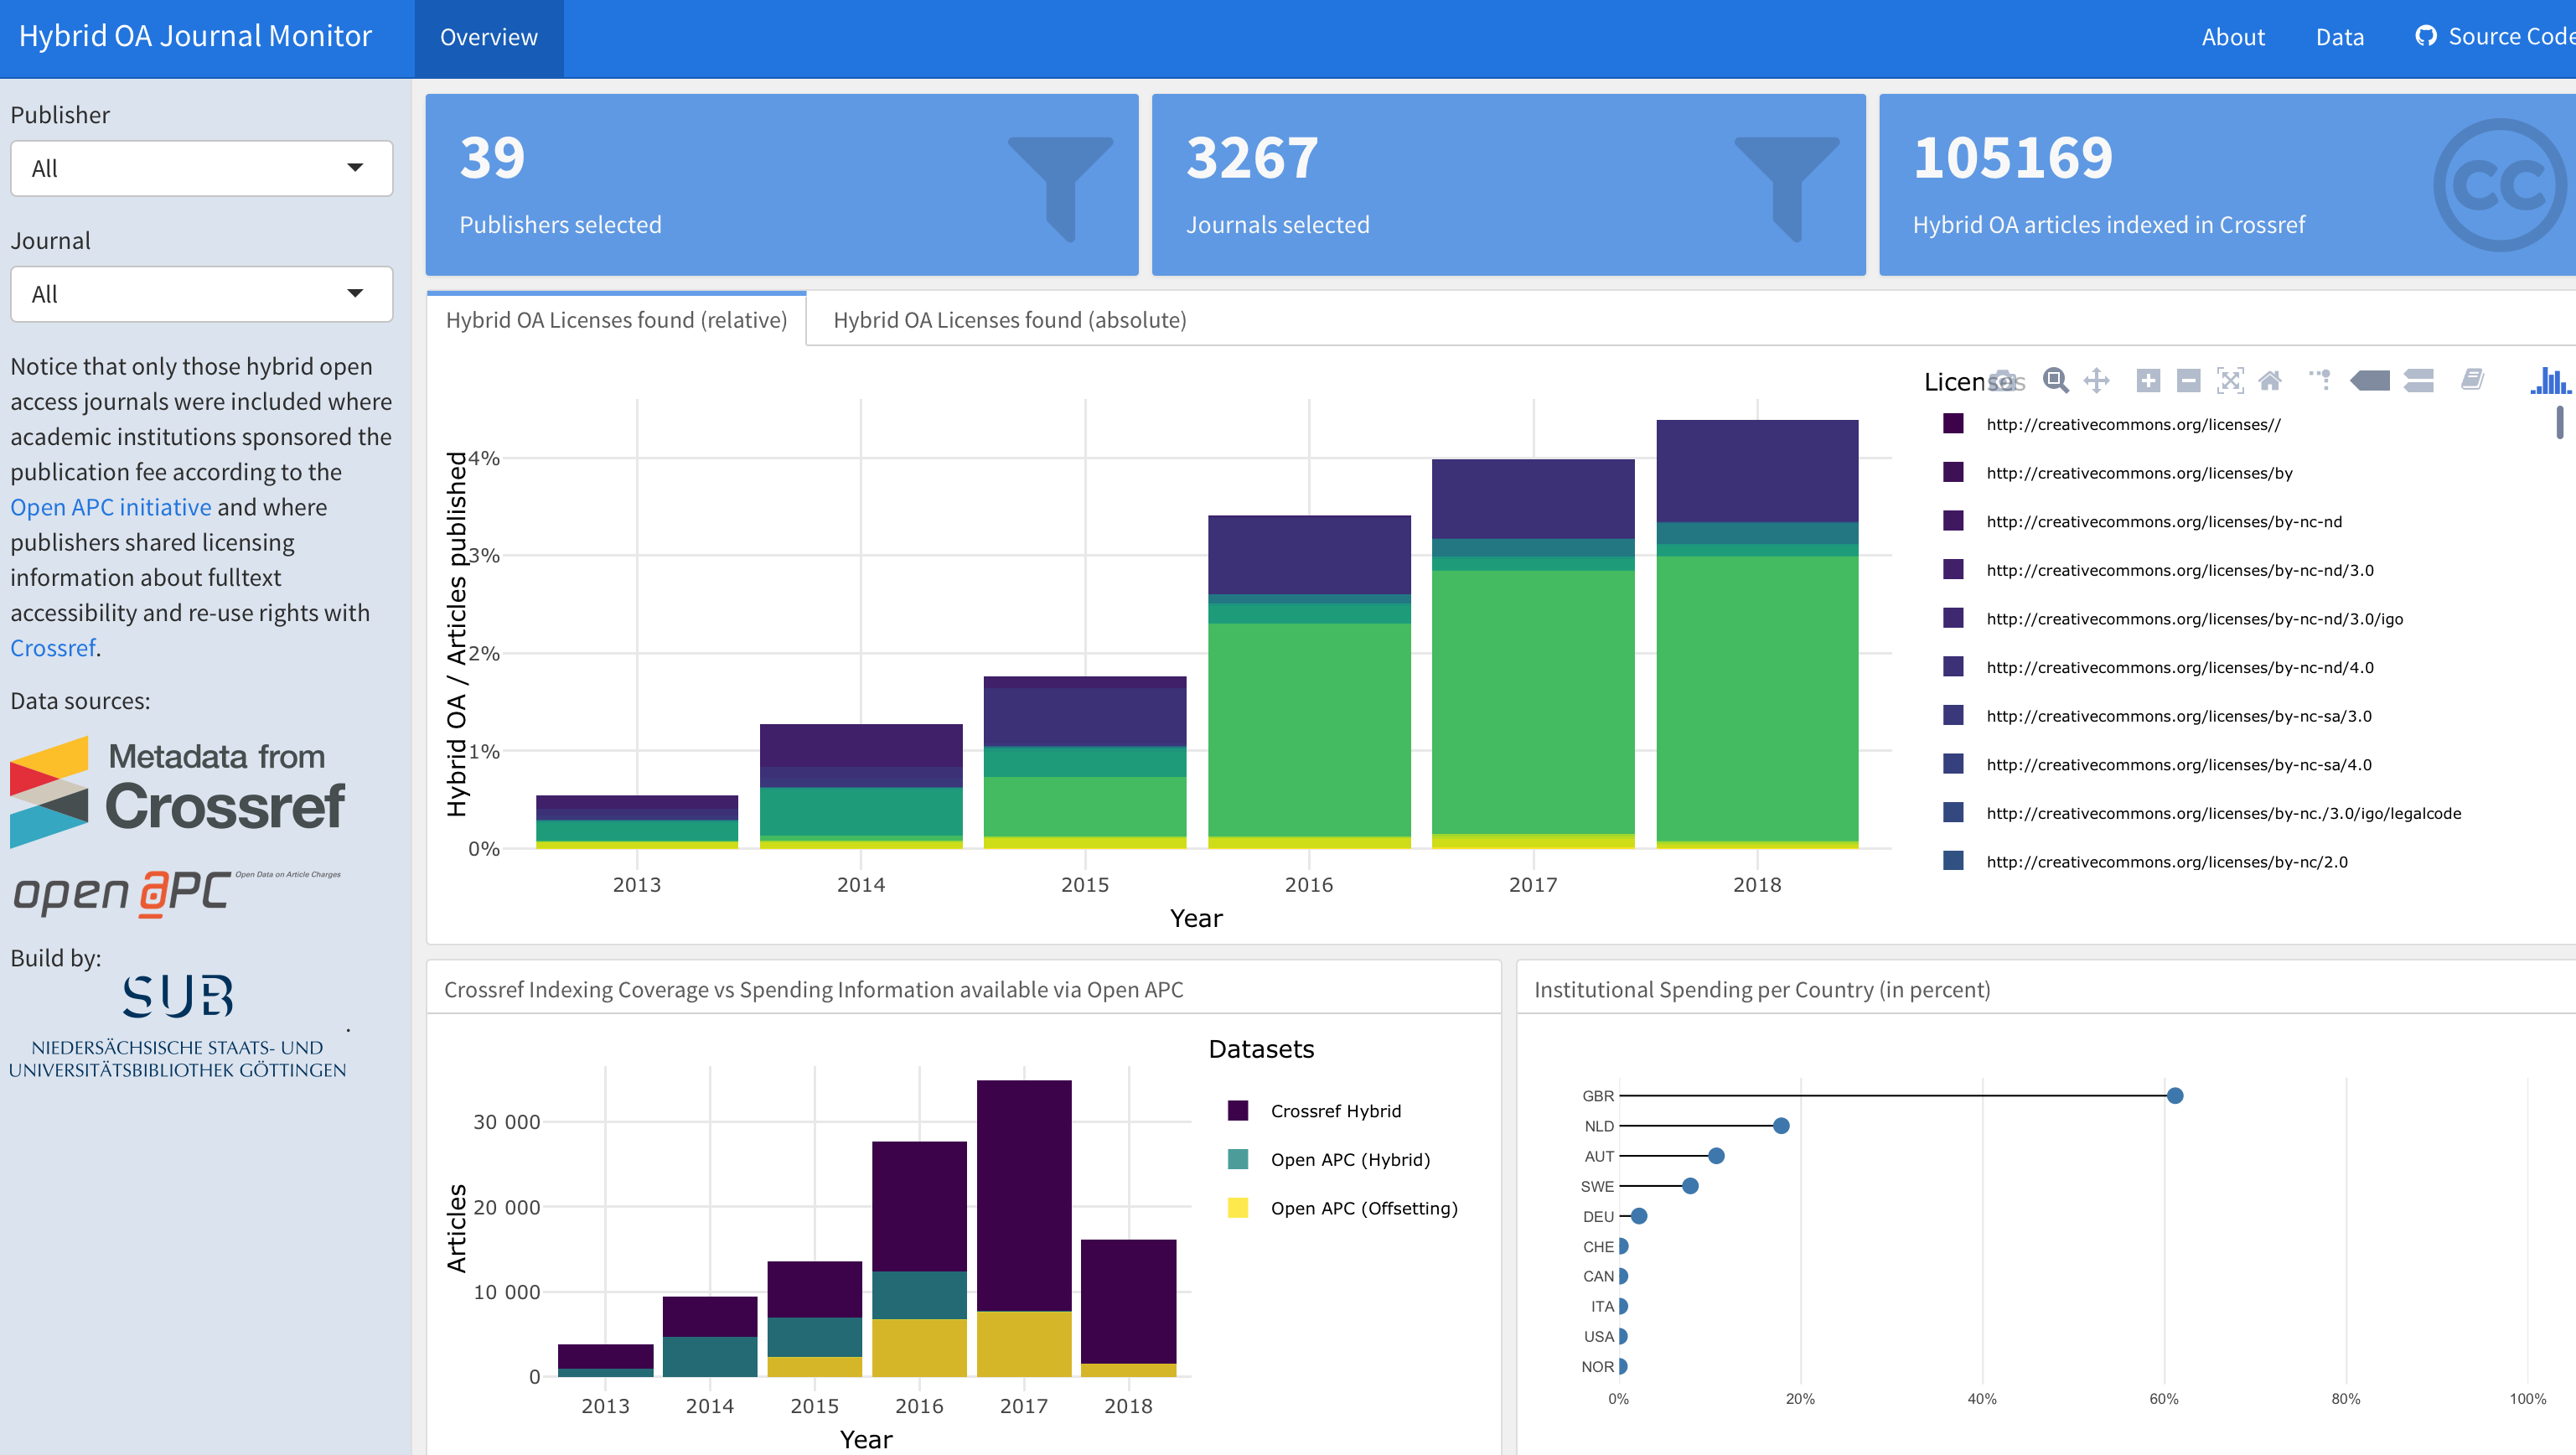 Hybrid OA Journal Monitor
Overview
About
Data
Source Code
Publisher
All
Journal
All
Notice that only those hybrid open
access journals were included where
academic institutions sponsored the
publication fee according to the
Open APC initiative and where
publishers shared licensing
information about fulltext
accessibility and re-use rights with
Crossref.
Data sources:
Metadata from
Crossref
open APC
Open Data on Article Charges
Build by:
SUB
.
NIEDERSÄCHSISCHE STAATS- UND
UNIVERSITÄTSBIBLIOTHEK GÖTTINGEN
39
Publishers selected
3267
Journals selected
105169
Hybrid OA articles indexed in Crossref
cc
Hybrid OA Licenses found (relative)
Hybrid OA Licenses found (absolute)
Hybrid OA / Articles published
4%
3%
2%
1%
0%
2013
2014
2015
2016
2017
2018
Year
Licenses
http://creativecommons.org/licenses//
http://creativecommons.org/licenses/by
http://creativecommons.org/licenses/by-nc-nd
http://creativecommons.org/licenses/by-nc-nd/3.0
http://creativecommons.org/licenses/by-nc-nd/3.0/igo
http://creativecommons.org/licenses/by-nc-nd/4.0
http://creativecommons.org/licenses/by-nc-sa/3.0
http://creativecommons.org/licenses/by-nc-sa/4.0
http://creativecommons.org/licenses/by-nc./3.0/igo/legalcode
http://creativecommons.org/licenses/by-nc/2.0
Crossref Indexing Coverage vs Spending Information available via Open APC
Articles
30 000
20 000
10 000
0
2013
2014
2015
2016
2017
2018
Year
Datasets
Crossref Hybrid
Open APC (Hybrid)
Open APC (Offsetting)
Institutional Spending per Country (in percent)
GBR
NLD
AUT
SWE
DEU
CHE
CAN
ITA
USA
NOR
0%
20%
40%
60%
80%
100%